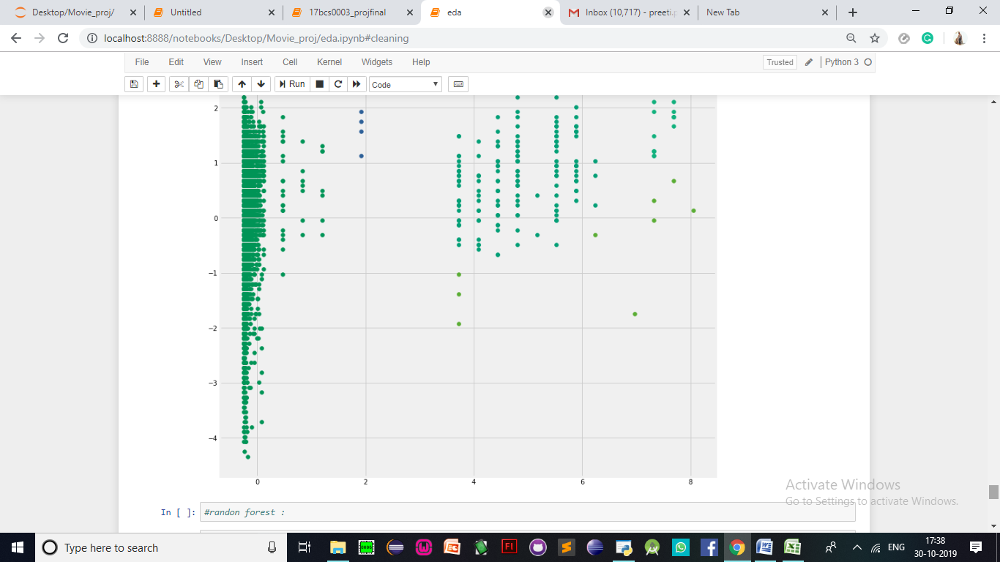 Desktop/Movie_proj/ Untitled 17bcs0003_projfinal eda Inbox (10,717) - preeti.p New Tab
localhost:8888/notebooks/Desktop/Movie_proj/eda.ipynb#cleaning
File Edit View Insert Cell Kernel Widgets Help Trusted Python 3
Run Code
2
1
0
−1
−2
−3
−4
0 2 4 6 8
Activate Windows
Go to Settings to activate Windows.
In [ ]: #randon forest :
Type here to search
8085
Fl
ENG
17:38
30-10-2019